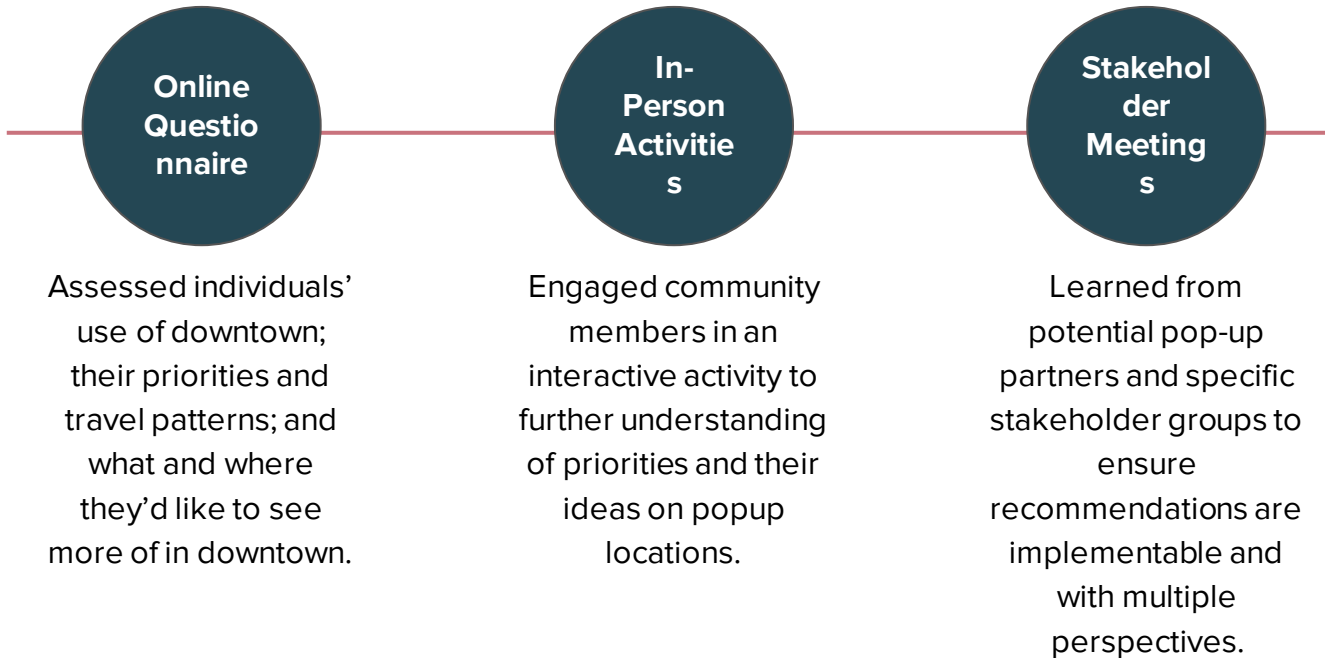 Online
Questio
nnaire
Assessed individuals’
use of downtown;
their priorities and
travel patterns; and
what and where
they’d like to see
more of in downtown.
In-
Person
Activitie
s
Engaged community
members in an
interactive activity to
further understanding
of priorities and their
ideas on popup
locations.
Stakehol
der
Meeting
s
Learned from
potential pop-up
partners and specific
stakeholder groups to
ensure
recommendations are
implementable and
with multiple
perspectives.